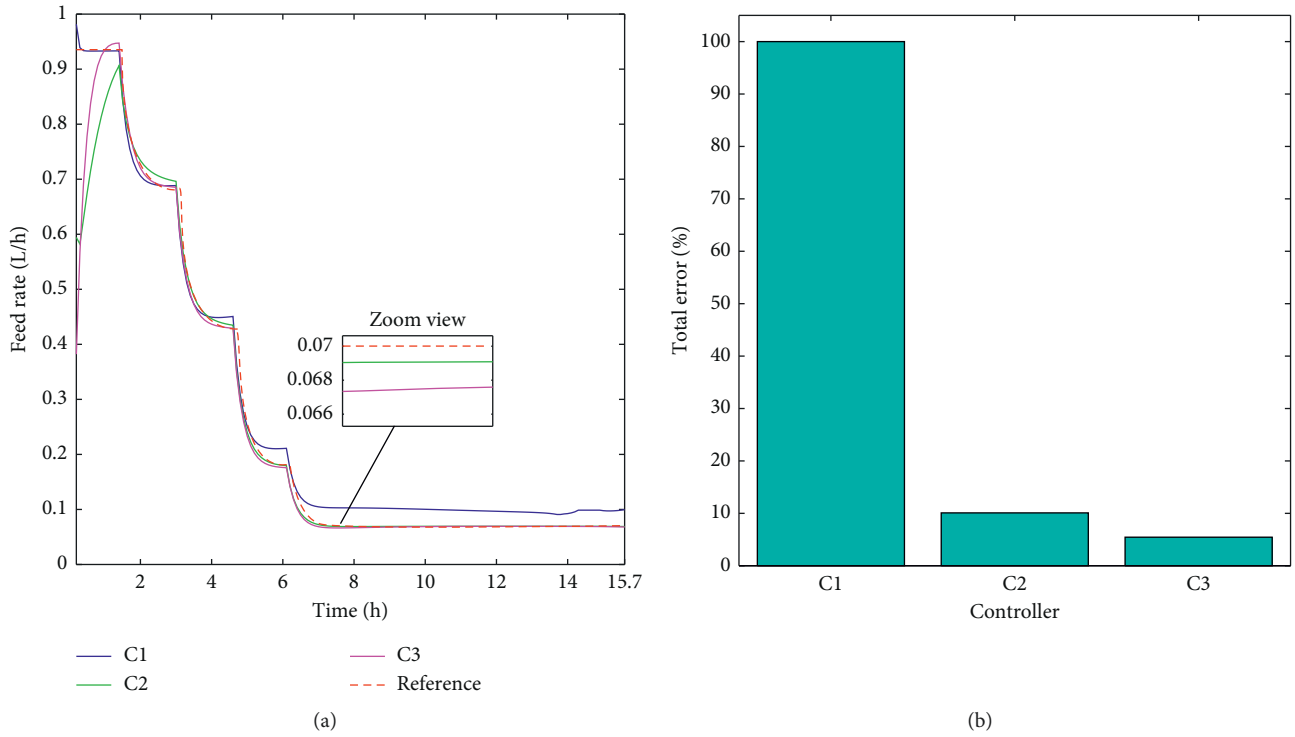 1
0.9
0.8
0.7
0.6
0.5
0.4
0.3
0.2
0.1
0
Feed rate (L/h)
Zoom view
0.07
0.068
0.066
2 4 6 8 10 12 14 15.7
Time (h)
C1
C2
C3
Reference
(a)
100
90
80
70
60
50
40
30
20
10
0
Total error (%)
C1 C2 C3
Controller
(b)